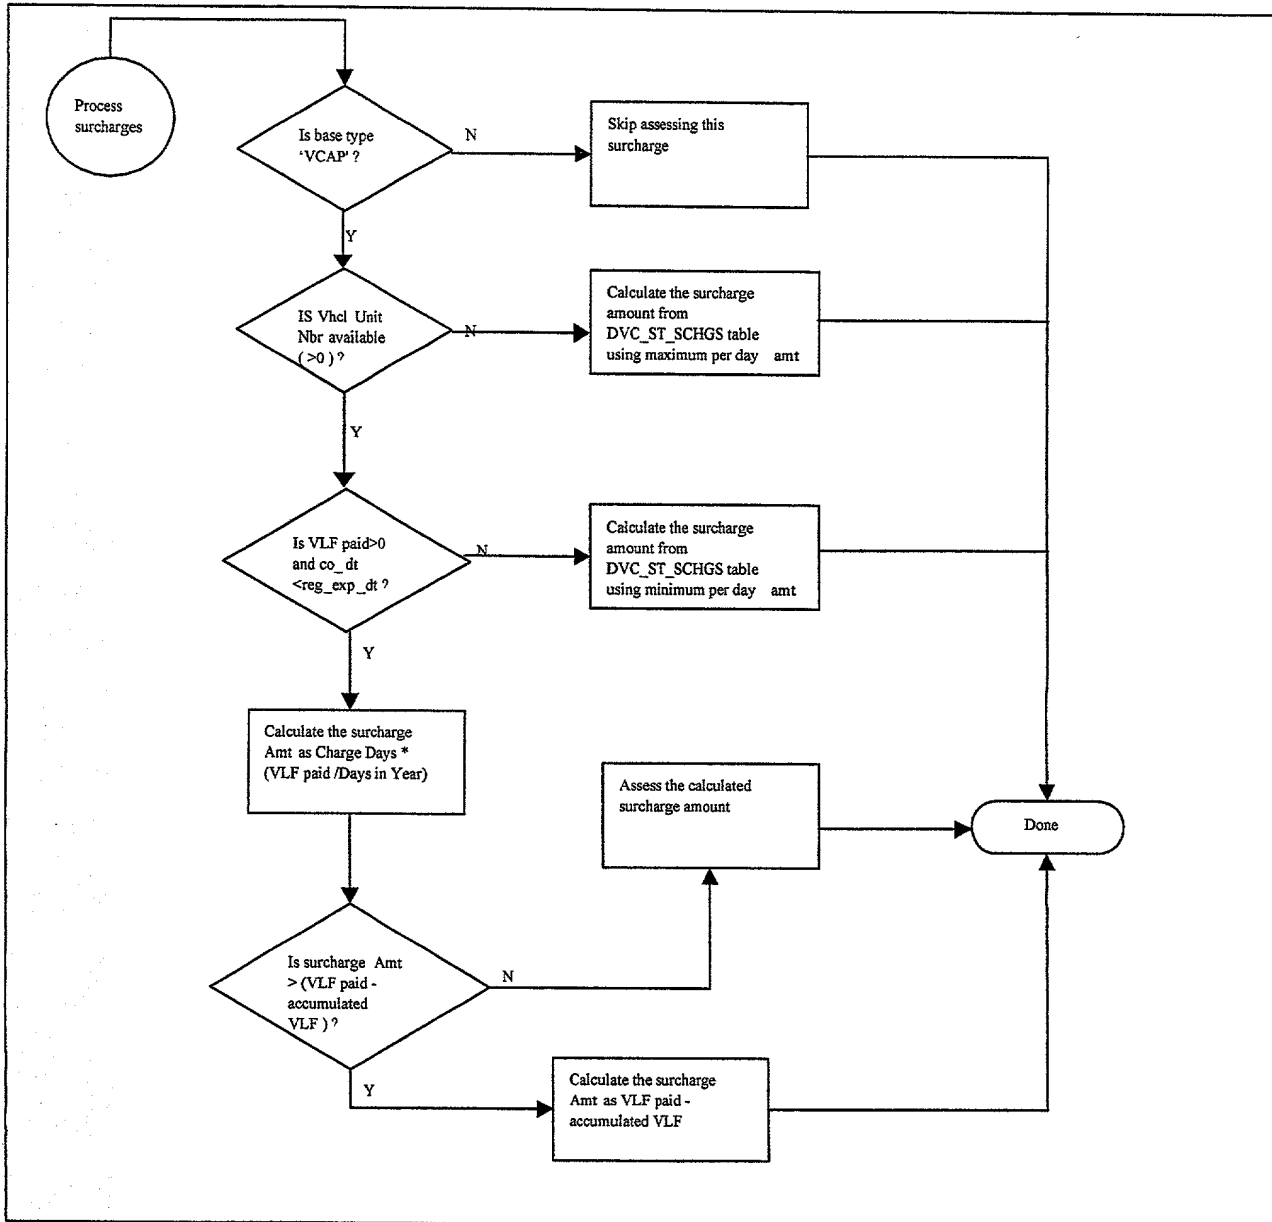 Process
surcharges
Is base type
'VCAP' ?
N
Skip assessing this
surcharge
Y
IS Vhcl Unit
Nbr available
( >0 ) ?
N
Calculate the surcharge
amount from
DVC_ST_SCHGS table
using maximum per day amt
Y
Is VLF paid>0
and co_dt
<reg_exp_dt ?
N
Calculate the surcharge
amount from
DVC_ST_SCHGS table
using minimum per day amt
Y
Calculate the surcharge
Amt as Charge Days *
(VLF paid /Days in Year)
Assess the calculated
surcharge amount
Done
Is surcharge Amt
> (VLF paid -
accumulated
VLF ) ?
N
Y
Calculate the surcharge
Amt as VLF paid -
accumulated VLF